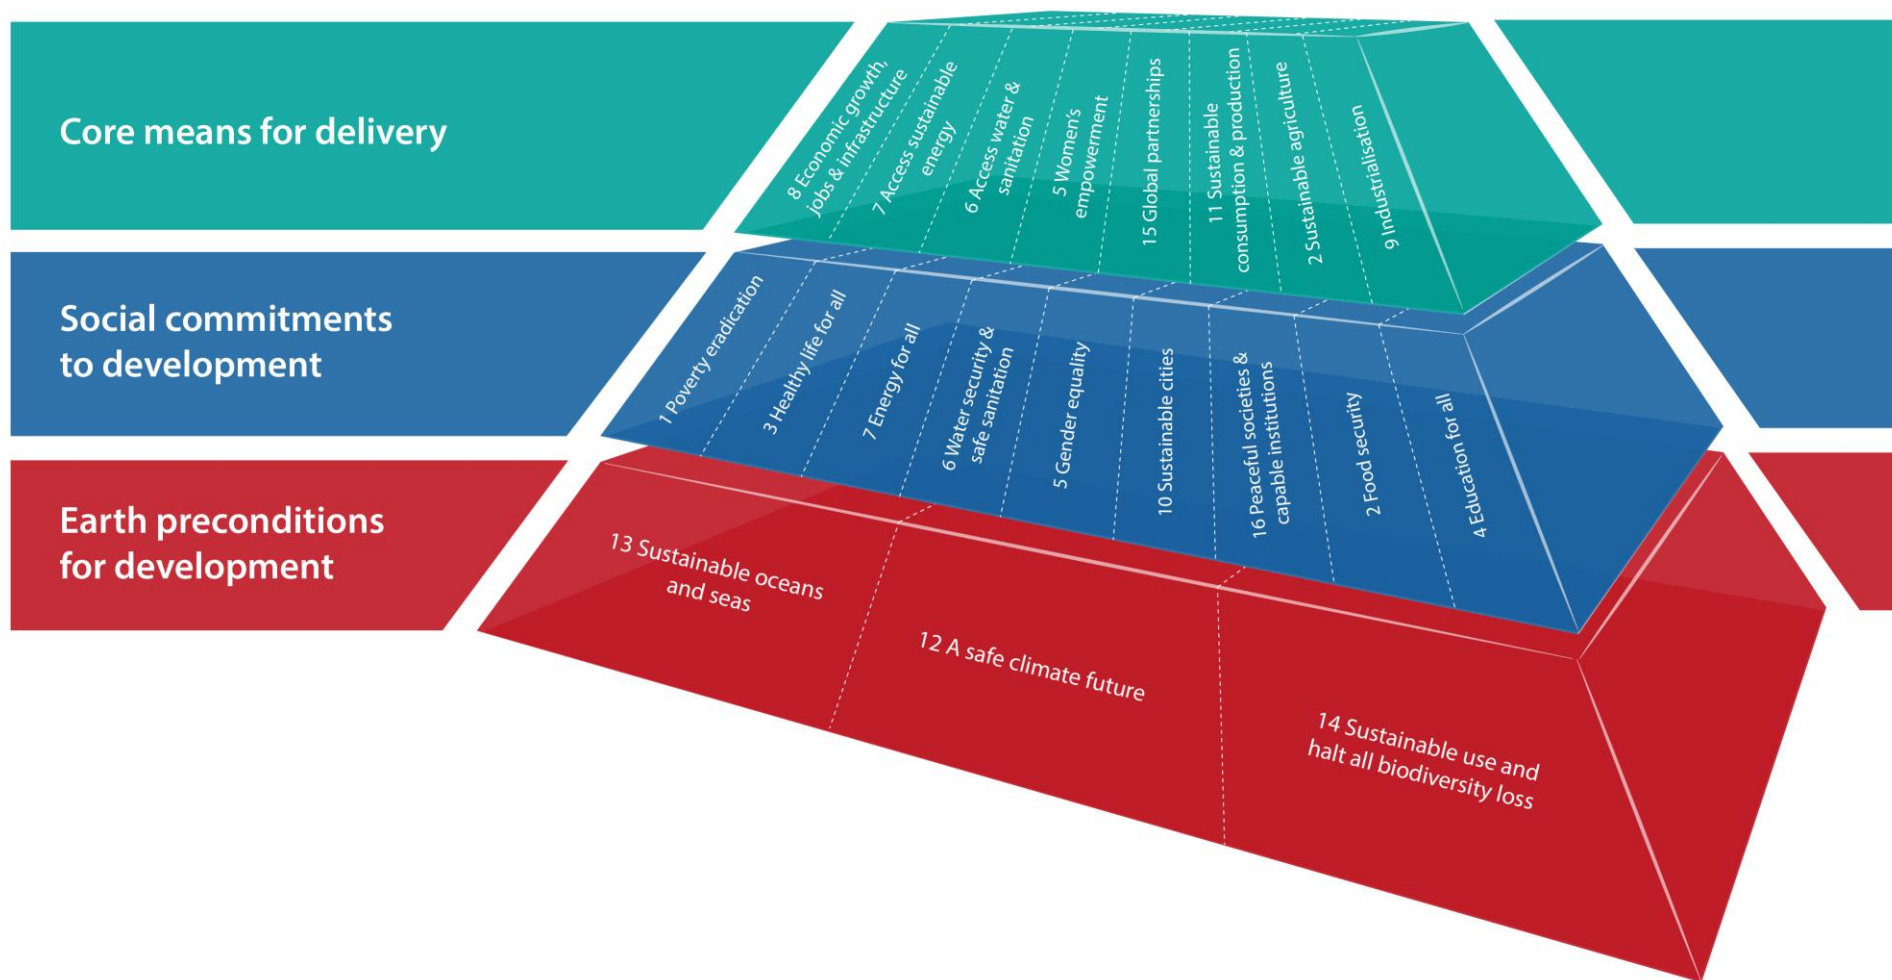 Core means for delivery
8 Economic growth,
jobs & infrastructure
7 Access sustainable
energy
6 Access water &
sanitation
5 Women's
empowerment
15 Global partnerships
11 Sustainable
consumption & production
2 Sustainable agriculture
9 Industrialisation
Social commitments
to development
1 Poverty eradication
3 Healthy life for all
7 Energy for all
6 Water security &
safe sanitation
5 Gender equality
10 Sustainable cities
16 Peaceful societies &
capable institutions
2 Food security
4 Education for all
Earth preconditions
for development
13 Sustainable oceans
and seas
12 A safe climate future
14 Sustainable use and
halt all biodiversity loss